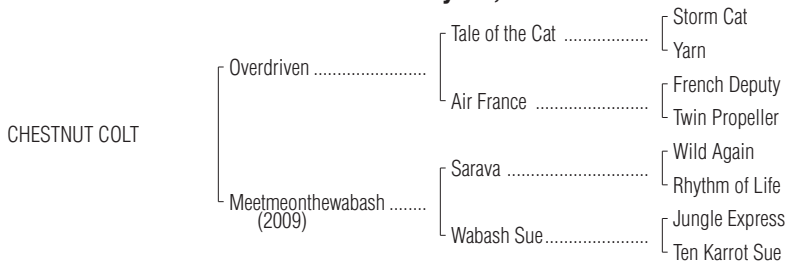 Storm Cat
Tale of the Cat ....................
Yarn
Overdriven ..........................
French Deputy
Air France ..........................
Twin Propeller
CHESTNUT COLT
Wild Again
Sarava .................................
Rhythm of Life
Meetmeonthewabash ........
(2009)
Jungle Express
Wabash Sue........................
Ten Karrot Sue